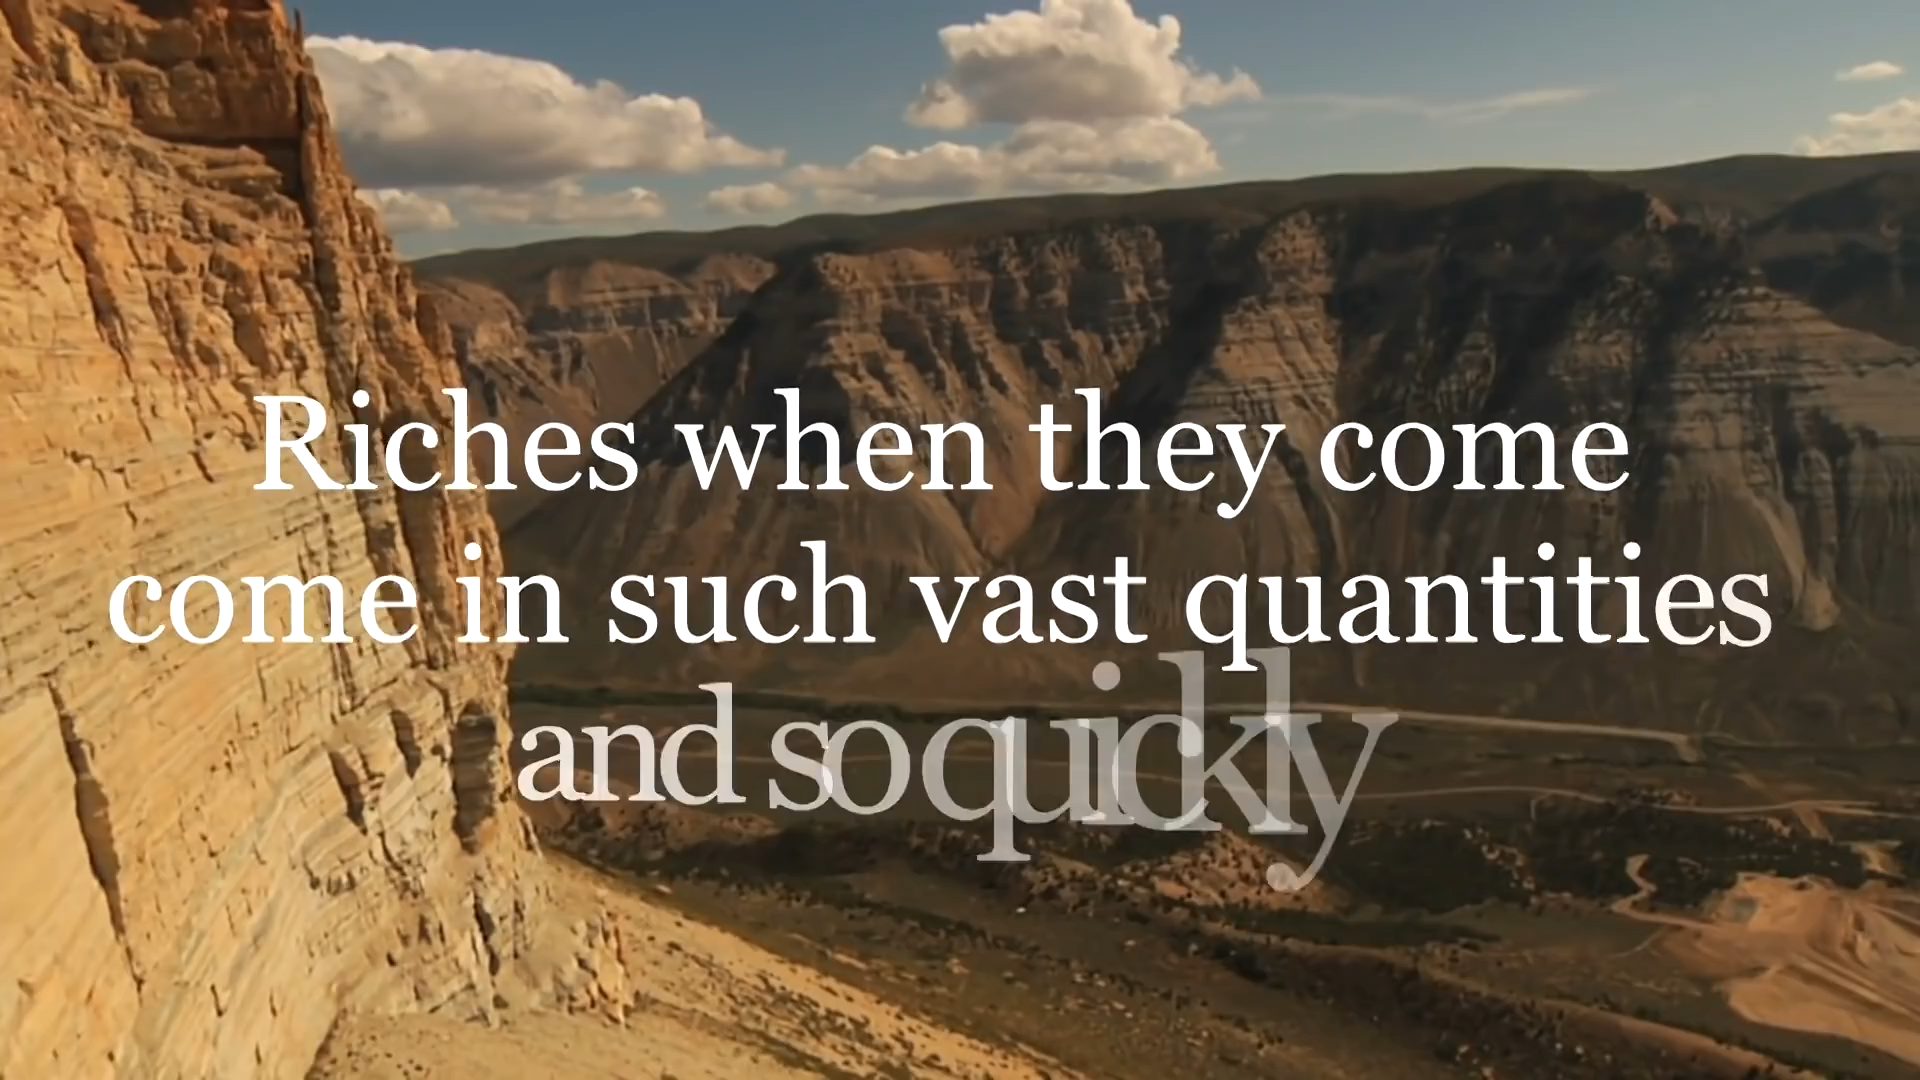 Riches when they come
come in such vast quantities
and so quickly